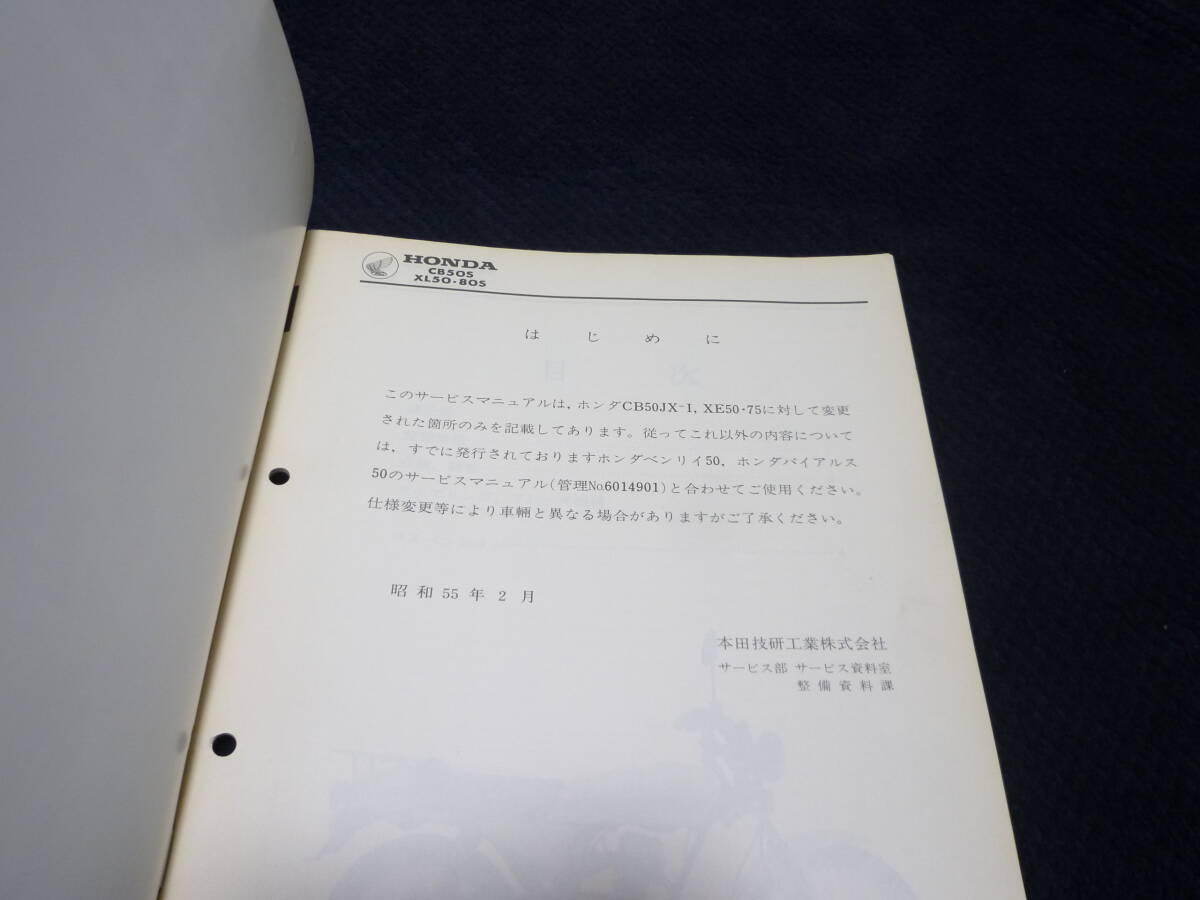 HONDA
CB50S
XL50・80S
はじめに
目次
このサービスマニュアルは，ホンダCB50JX-I，XE50・75に対して変更
された箇所のみを記載してあります。従ってこれ以外の内容について
は，すでに発行されておりますホンダベンリイ50，ホンダバイアルス
50のサービスマニュアル(管理No.6014901)と合わせてご使用ください。
仕様変更等により車輛と異なる場合がありますがご了承ください。
昭和55年2月
本田技研工業株式会社
サービス部 サービス資料室
整備資料課